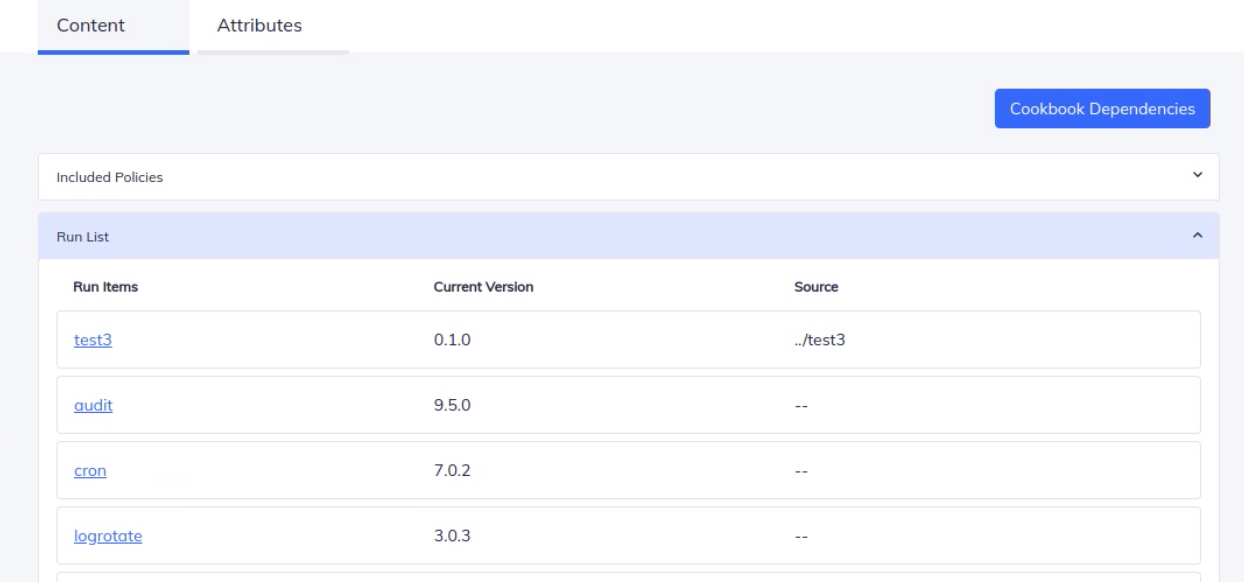 Content Attributes
Cookbook Dependencies
Included Policies
Run List
Run Items Current Version Source
test3 0.1.0 ../test3
audit 9.5.0 --
cron 7.0.2 --
logrotate 3.0.3 --